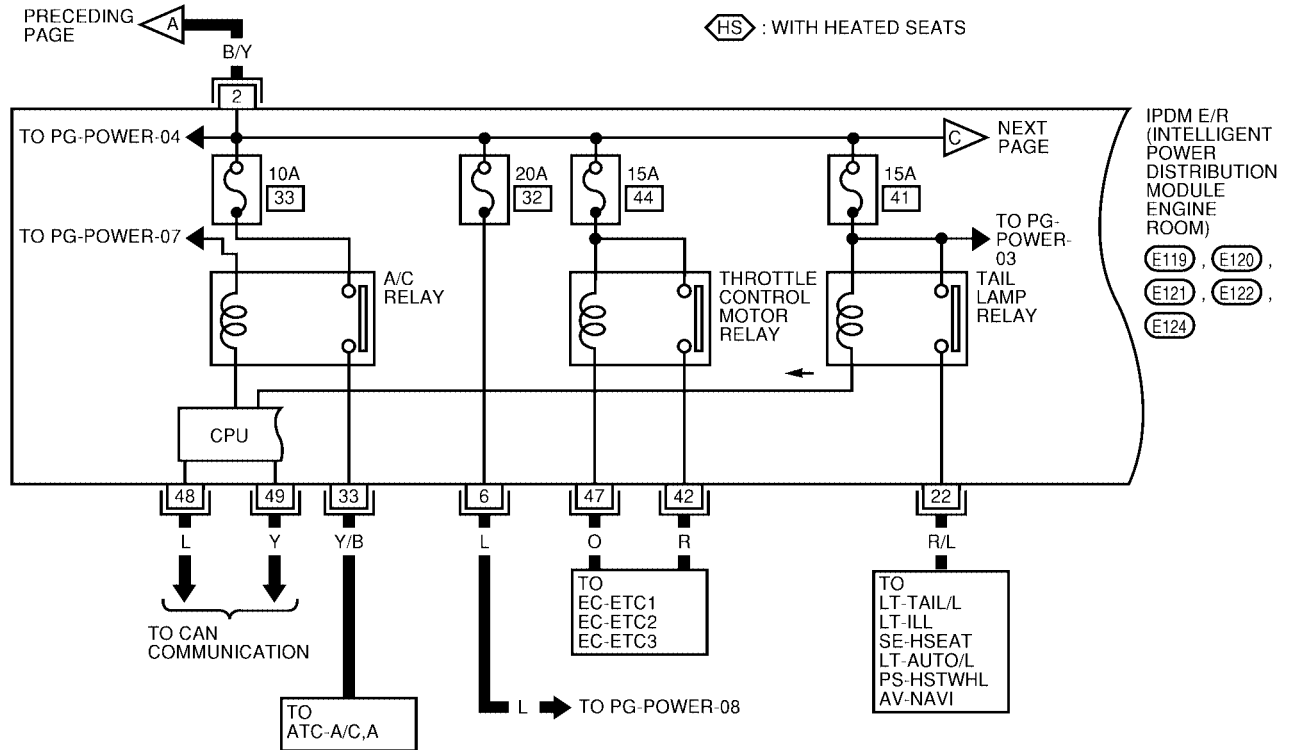 PRECEDING
PAGE
A
B/Y
HS : WITH HEATED SEATS
2
TO PG-POWER-04
C
NEXT
PAGE
IPDM E/R
(INTELLIGENT
POWER
DISTRIBUTION
MODULE
ENGINE
ROOM)
E119 , E120 ,
E121 , E122 ,
E124
10A
33
20A
32
15A
44
15A
41
TO PG-POWER-07
TO PG-
POWER-
03
A/C
RELAY
THROTTLE
CONTROL
MOTOR
RELAY
TAIL
LAMP
RELAY
CPU
48
49
33
6
47
42
22
L
Y
Y/B
L
O
R
R/L
TO CAN
COMMUNICATION
TO
EC-ETC1
EC-ETC2
EC-ETC3
TO
LT-TAIL/L
LT-ILL
SE-HSEAT
LT-AUTO/L
PS-HSTWHL
AV-NAVI
TO
ATC-A/C,A
L
TO PG-POWER-08